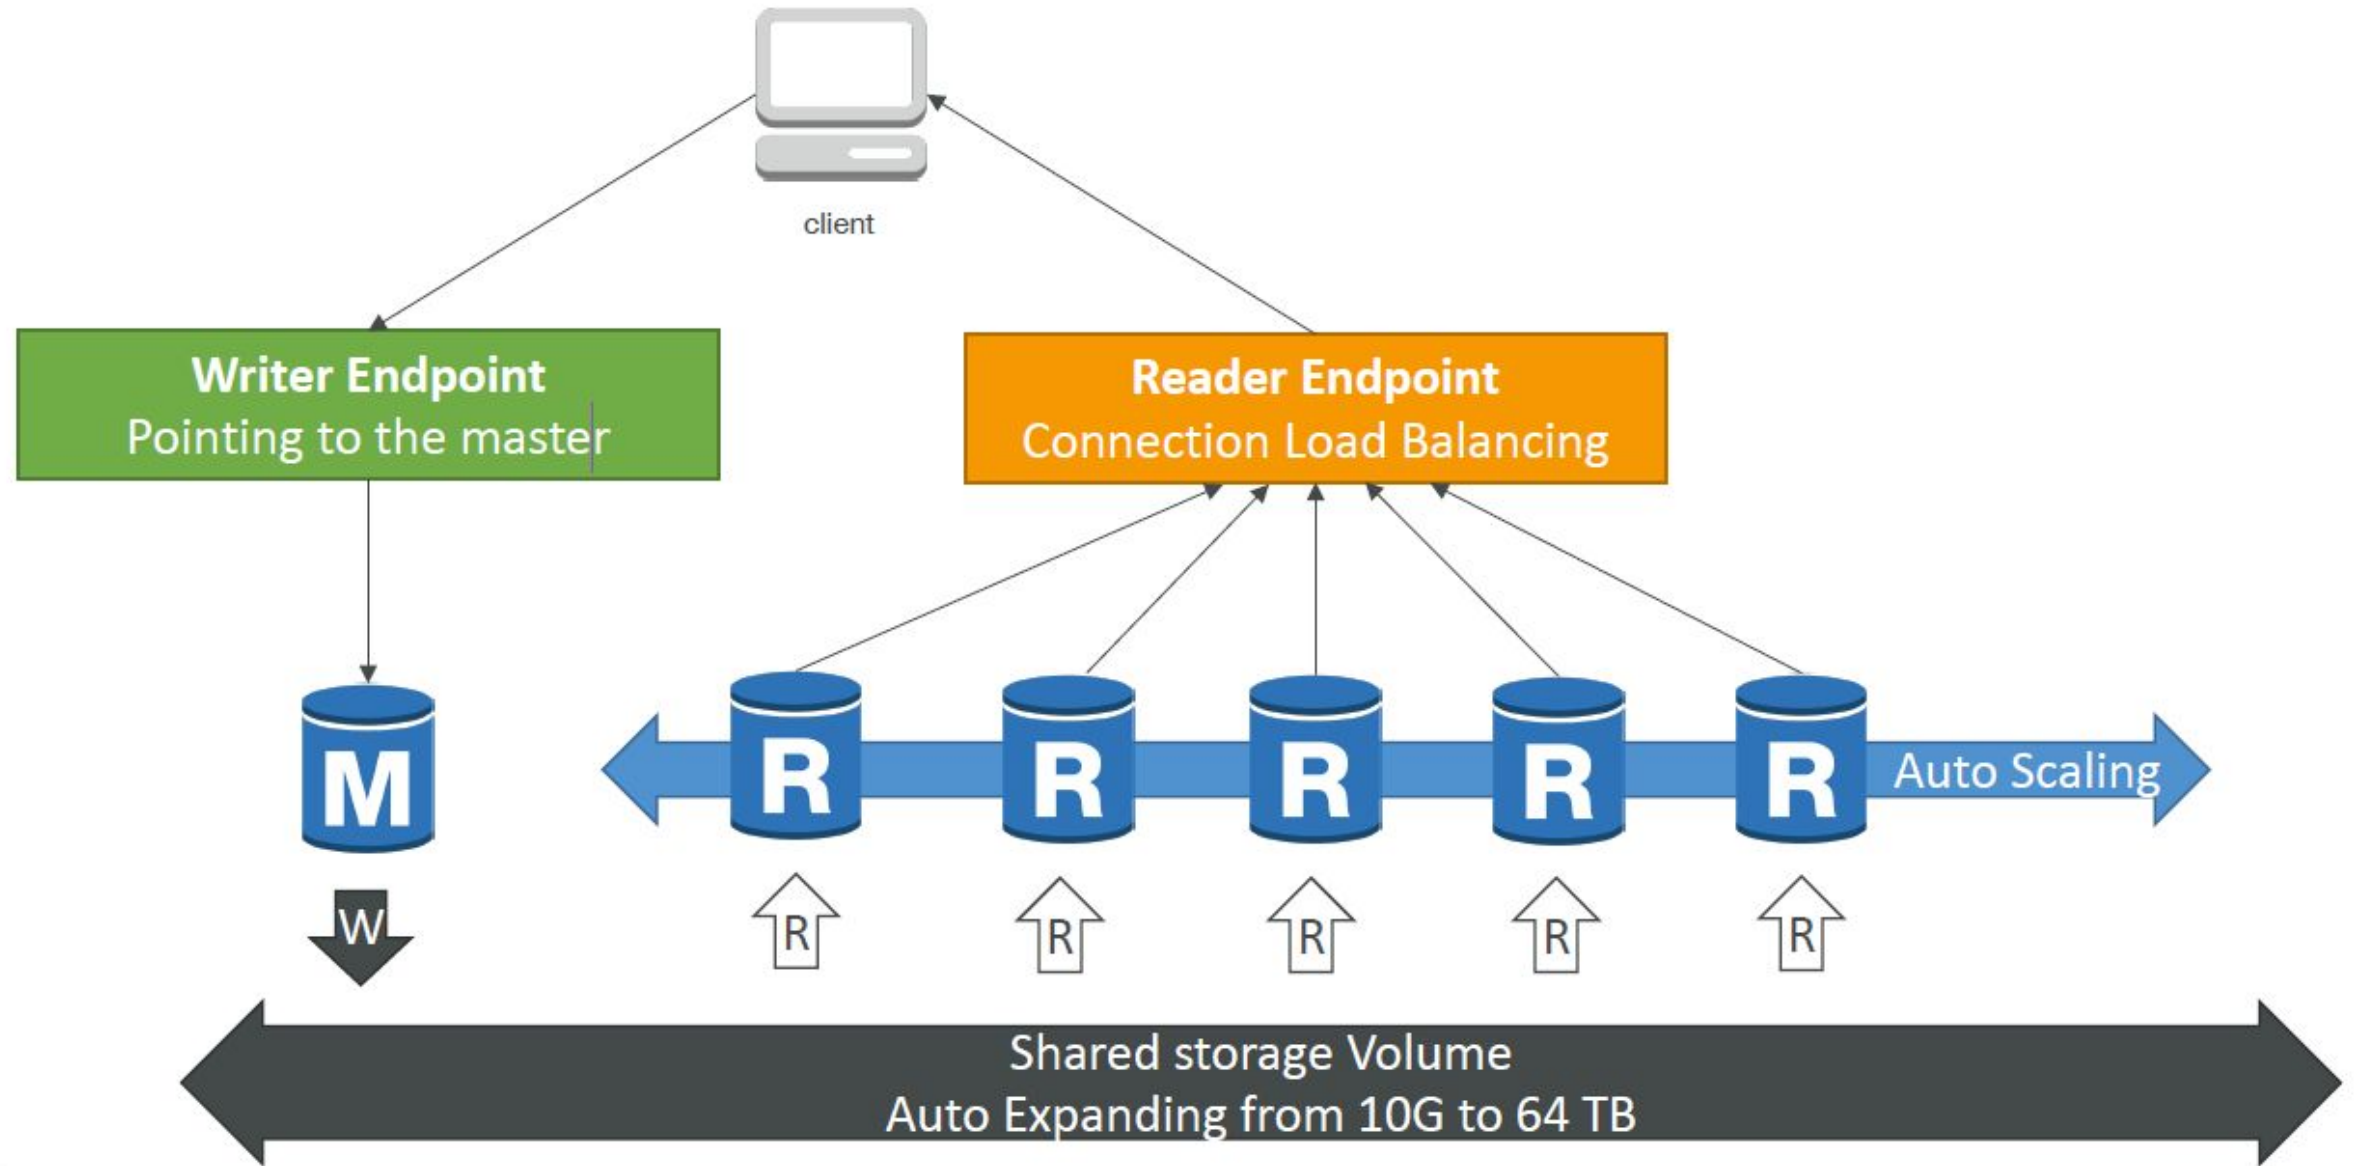 client
Writer Endpoint
Pointing to the master
Reader Endpoint
Connection Load Balancing
M
R
R
R
R
R
Auto Scaling
W
R
R
R
R
R
Shared storage Volume
Auto Expanding from 10G to 64 TB